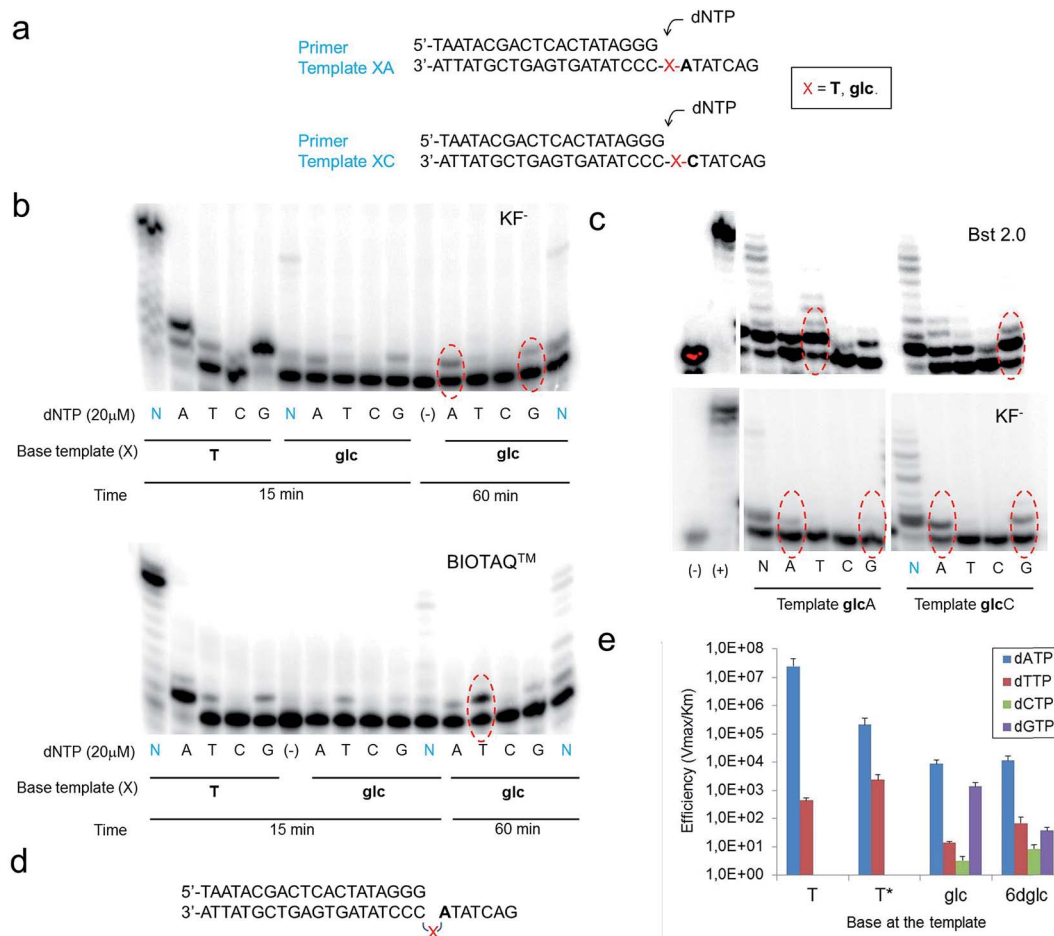 a
dNTP
Primer 5'-TAATACGACTCACTATAGGG
Template XA 3'-ATTATGCTGAGTGATATCCC-X-ATATCAG
X = T, glc.
dNTP
Primer 5'-TAATACGACTCACTATAGGG
Template XC 3'-ATTATGCTGAGTGATATCCC-X-CTATCAG
b
KF-
dNTP (20μM) N A T C G N A T C G (-) A T C G N
Base template (X) T glc glc
Time 15 min 60 min
BIOTAQ™
dNTP (20μM) N A T C G (-) A T C G N A T C G N
Base template (X) T glc glc
Time 15 min 60 min
c
Bst 2.0
KF-
(-) (+) N A T C G N A T C G
Template glcA Template glcC
d
5'-TAATACGACTCACTATAGGG
3'-ATTATGCTGAGTGATATCCC ATATCAG
X
e
1,0E+08
1,0E+07
1,0E+06
1,0E+05
1,0E+04
1,0E+03
1,0E+02
1,0E+01
1,0E+00
Efficiency (Vmax/Km)
dATP
dTTP
dCTP
dGTP
T T* glc 6dglc
Base at the template